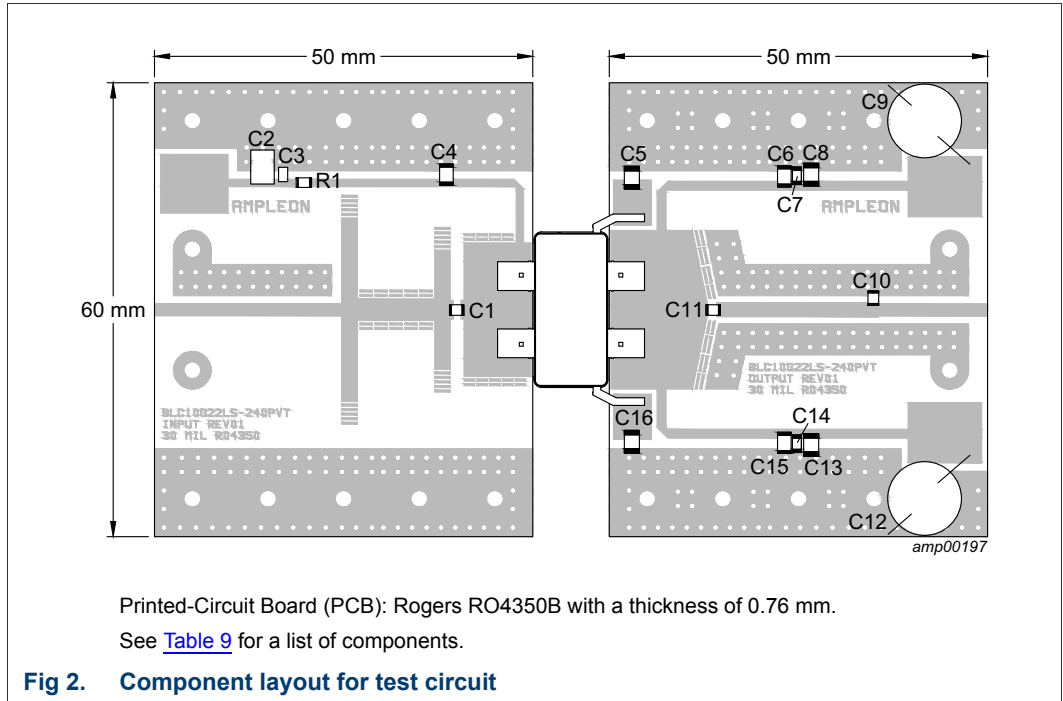 50 mm
50 mm
C9
C2
C3
C4
C5
C6
C8
R1
C7
AMPLEON
AMPLEON
C10
60 mm
C1
C11
BLC10G22LS-240PVT
INPUT REV01
30 MIL RO4350
BLC10G22LS-240PVT
OUTPUT REV01
30 MIL RO4350
C16
C14
C15
C13
C12
amp00197
Printed-Circuit Board (PCB): Rogers RO4350B with a thickness of 0.76 mm.
See Table 9 for a list of components.
Fig 2. Component layout for test circuit